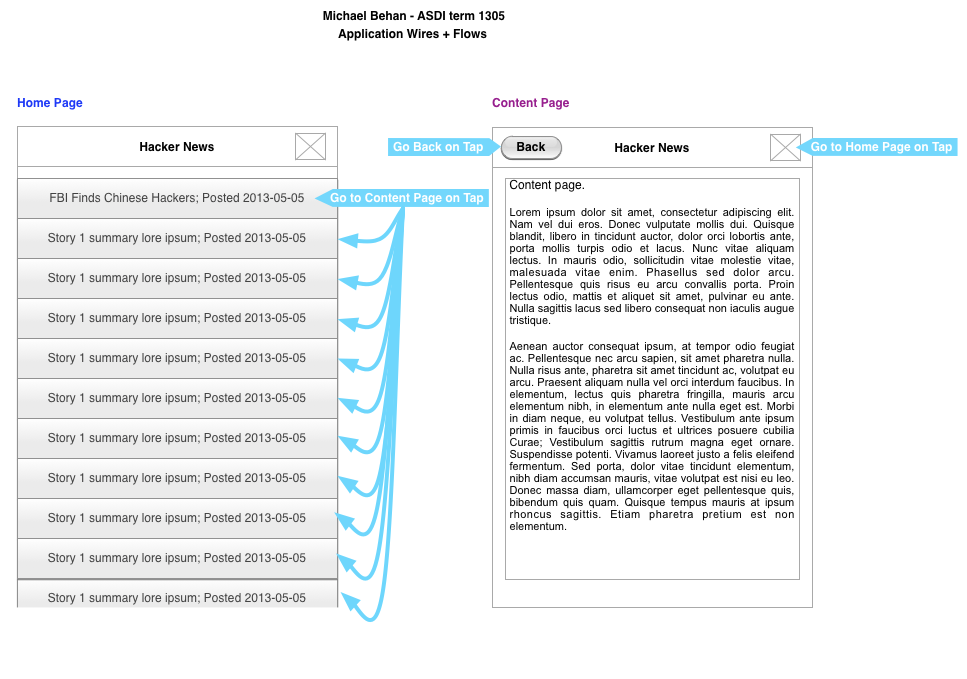 Michael Behan - ASDI term 1305
Application Wires + Flows
Home Page
Hacker News
FBI Finds Chinese Hackers; Posted 2013-05-05
Go to Content Page on Tap
Story 1 summary lore ipsum; Posted 2013-05-05
Story 1 summary lore ipsum; Posted 2013-05-05
Story 1 summary lore ipsum; Posted 2013-05-05
Story 1 summary lore ipsum; Posted 2013-05-05
Story 1 summary lore ipsum; Posted 2013-05-05
Story 1 summary lore ipsum; Posted 2013-05-05
Story 1 summary lore ipsum; Posted 2013-05-05
Story 1 summary lore ipsum; Posted 2013-05-05
Story 1 summary lore ipsum; Posted 2013-05-05
Story 1 summary lore ipsum; Posted 2013-05-05
Content Page
Go Back on Tap
Back
Hacker News
Go to Home Page on Tap
Content page.
Lorem ipsum dolor sit amet, consectetur adipiscing elit.
Nam vel dui eros. Donec vulputate mollis dui. Quisque
blandit, libero in tincidunt auctor, dolor orci lobortis ante,
porta mollis turpis odio et lacus. Nunc vitae aliquam
lectus. In mauris odio, sollicitudin vitae molestie vitae,
malesuada vitae enim. Phasellus sed dolor arcu.
Pellentesque quis risus eu arcu convallis porta. Proin
lectus odio, mattis et aliquet sit amet, pulvinar eu ante.
Nulla sagittis lacus sed libero consequat non iaculis augue
tristique.
Aenean auctor consequat ipsum, at tempor odio feugiat
ac. Pellentesque nec arcu sapien, sit amet pharetra nulla.
Nulla risus ante, pharetra sit amet tincidunt ac, volutpat eu
arcu. Praesent aliquam nulla vel orci interdum faucibus. In
elementum, lectus quis pharetra fringilla, mauris arcu
elementum nibh, in elementum ante nulla eget est. Morbi
in diam neque, eu volutpat tellus. Vestibulum ante ipsum
primis in faucibus orci luctus et ultrices posuere cubilia
Curae; Vestibulum sagittis rutrum magna eget ornare.
Suspendisse potenti. Vivamus laoreet justo a felis eleifend
fermentum. Sed porta, dolor vitae tincidunt elementum,
nibh diam accumsan mauris, vitae volutpat est nisi eu leo.
Donec massa diam, ullamcorper eget pellentesque quis,
bibendum quis quam. Quisque tempus mauris at ipsum
rhoncus sagittis. Etiam pharetra pretium est non
elementum.